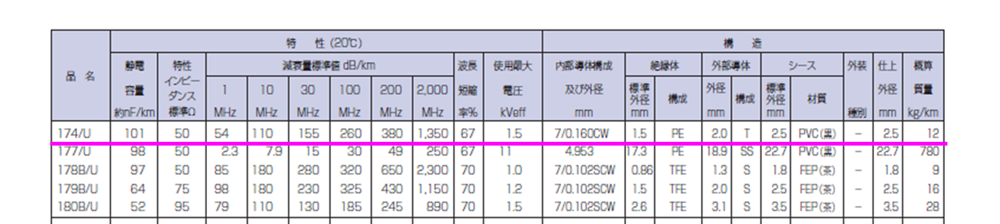 品 名 特 性 (20℃) 構 造
静電容量 約nF/km 特性インピーダンス標準Ω 減衰量標準値 dB/km 波長短縮率% 使用最大電圧 kVeff 内部導体構成及び外径 mm 絶縁体 外部導体 シース 外装種別 仕上外径 mm 概算質量 kg/km
1 MHz 10 MHz 30 MHz 100 MHz 200 MHz 2,000 MHz 標準外径 mm 構成 外径 mm 構成 標準外径 mm 材質
174/U 101 50 54 110 155 260 380 1,350 67 1.5 7/0.160CW 1.5 PE 2.0 T 2.5 PVC(黒) − 2.5 12
177/U 98 50 2.3 7.9 15 30 49 250 67 11 4.953 17.3 PE 18.9 SS 22.7 PVC(黒) − 22.7 780
178B/U 97 50 85 180 280 320 650 2,300 70 1.0 7/0.102SCW 0.86 TFE 1.3 S 1.8 FEP(茶) − 1.8 9
179B/U 64 75 98 180 230 325 430 1,150 70 1.2 7/0.102SCW 1.5 TFE 2.0 S 2.5 FEP(茶) − 2.5 16
180B/U 52 95 79 110 130 185 245 890 70 1.5 7/0.102SCW 2.6 TFE 3.1 S 3.5 FEP(茶) − 3.5 28